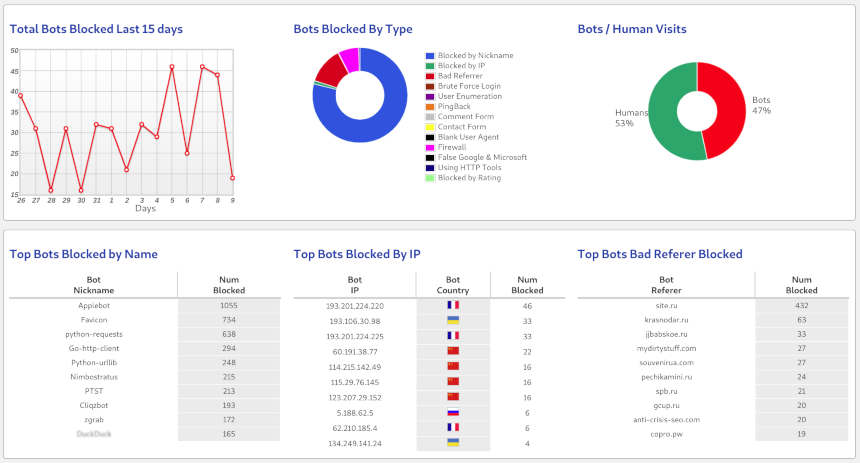 Total Bots Blocked Last 15 days
50
45
40
35
30
25
20
15
26 27 28 29 30 31 1 2 3 4 5 6 7 8 9
Days
Bots Blocked By Type
Blocked by Nickname
Blocked by IP
Bad Referrer
Brute Force Login
User Enumeration
PingBack
Comment Form
Contact Form
Blank User Agent
Firewall
False Google & Microsoft
Using HTTP Tools
Blocked by Rating
Bots / Human Visits
Humans
53%
Bots
47%
Top Bots Blocked by Name
Bot Nickname Num Blocked
Appiebot 1055
Favicon 734
python-requests 638
Go-http-client 294
Python-urllib 248
Nimbostratus 215
PTST 213
Cliqzbot 193
zgrab 172
DuckDuck 165
Top Bots Blocked By IP
Bot IP Bot Country Num Blocked
193.201.224.220 46
193.106.30.98 33
193.201.224.225 33
60.191.38.77 22
114.215.142.49 16
115.29.76.145 16
123.207.29.152 16
5.188.62.5 6
62.210.185.4 6
134.249.141.24 4
Top Bots Bad Referer Blocked
Bot Referer Num Blocked
site.ru 432
krasnodar.ru 63
jjbabskoe.ru 33
mydirtystuff.com 27
souvenirua.com 27
pechikamini.ru 24
spb.ru 21
gcup.ru 20
anti-crisis-seo.com 20
copro.pw 19